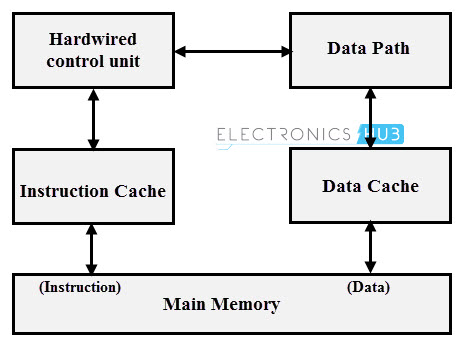 Hardwired
control unit
Data Path
ELECTRONICS HUB
Instruction Cache
Data Cache
(Instruction)
(Data)
Main Memory